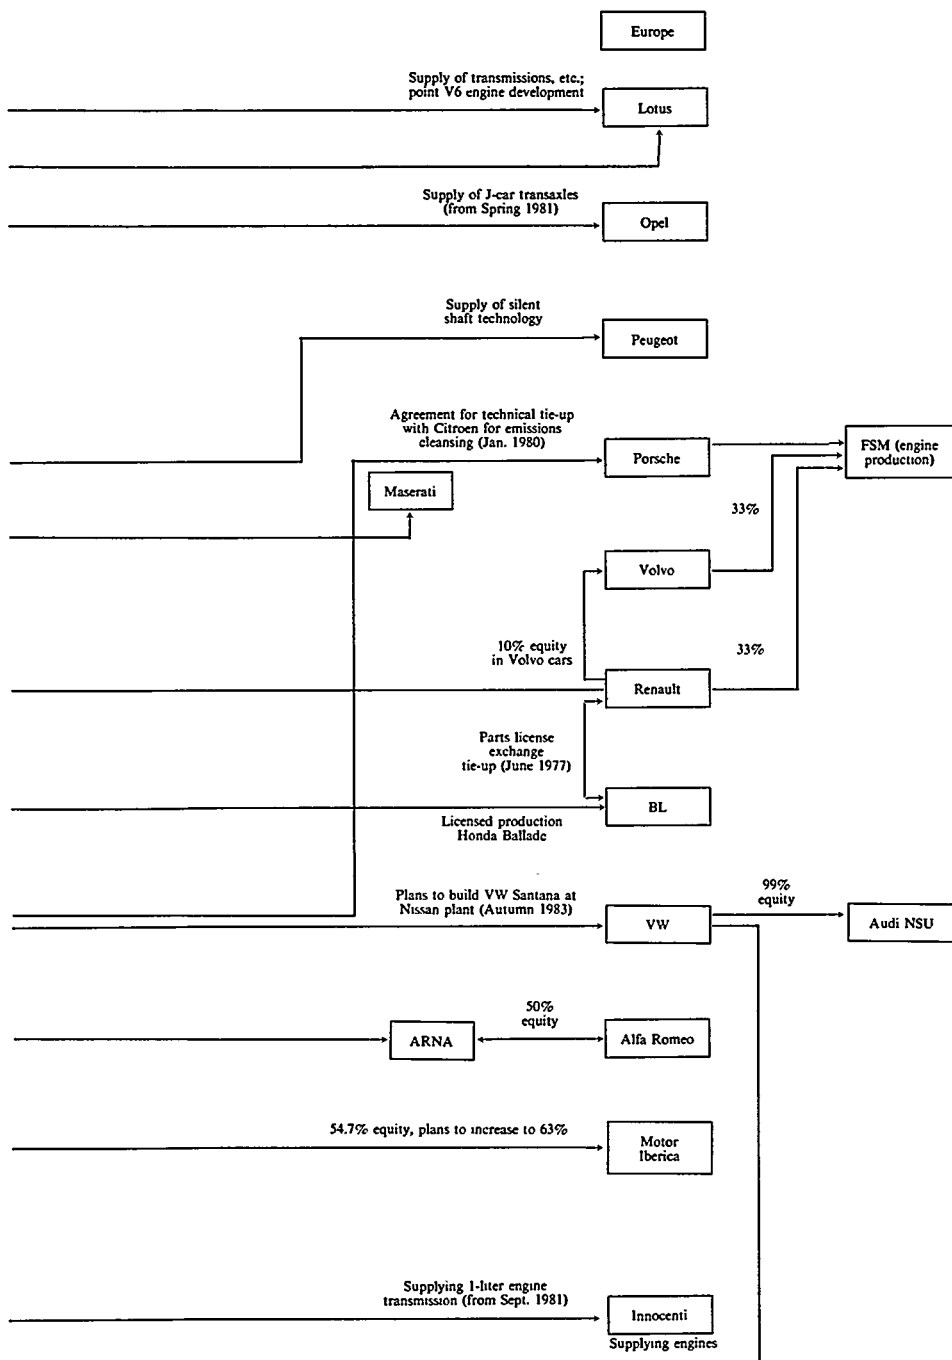 Europe
Supply of transmissions, etc.;
point V6 engine development
Lotus
Supply of J-car transaxles
(from Spring 1981)
Opel
Supply of silent
shaft technology
Peugeot
Agreement for technical tie-up
with Citroen for emissions
cleansing (Jan. 1980)
Porsche
FSM (engine
production)
Maserati
33%
Volvo
10% equity
in Volvo cars
33%
Renault
Parts license
exchange
tie-up (June 1977)
BL
Licensed production
Honda Ballade
Plans to build VW Santana at
Nissan plant (Autumn 1983)
VW
99%
equity
Audi NSU
50%
equity
ARNA
Alfa Romeo
54.7% equity, plans to increase to 63%
Motor
Iberica
Supplying 1-liter engine
transmission (from Sept. 1981)
Innocenti
Supplying engines